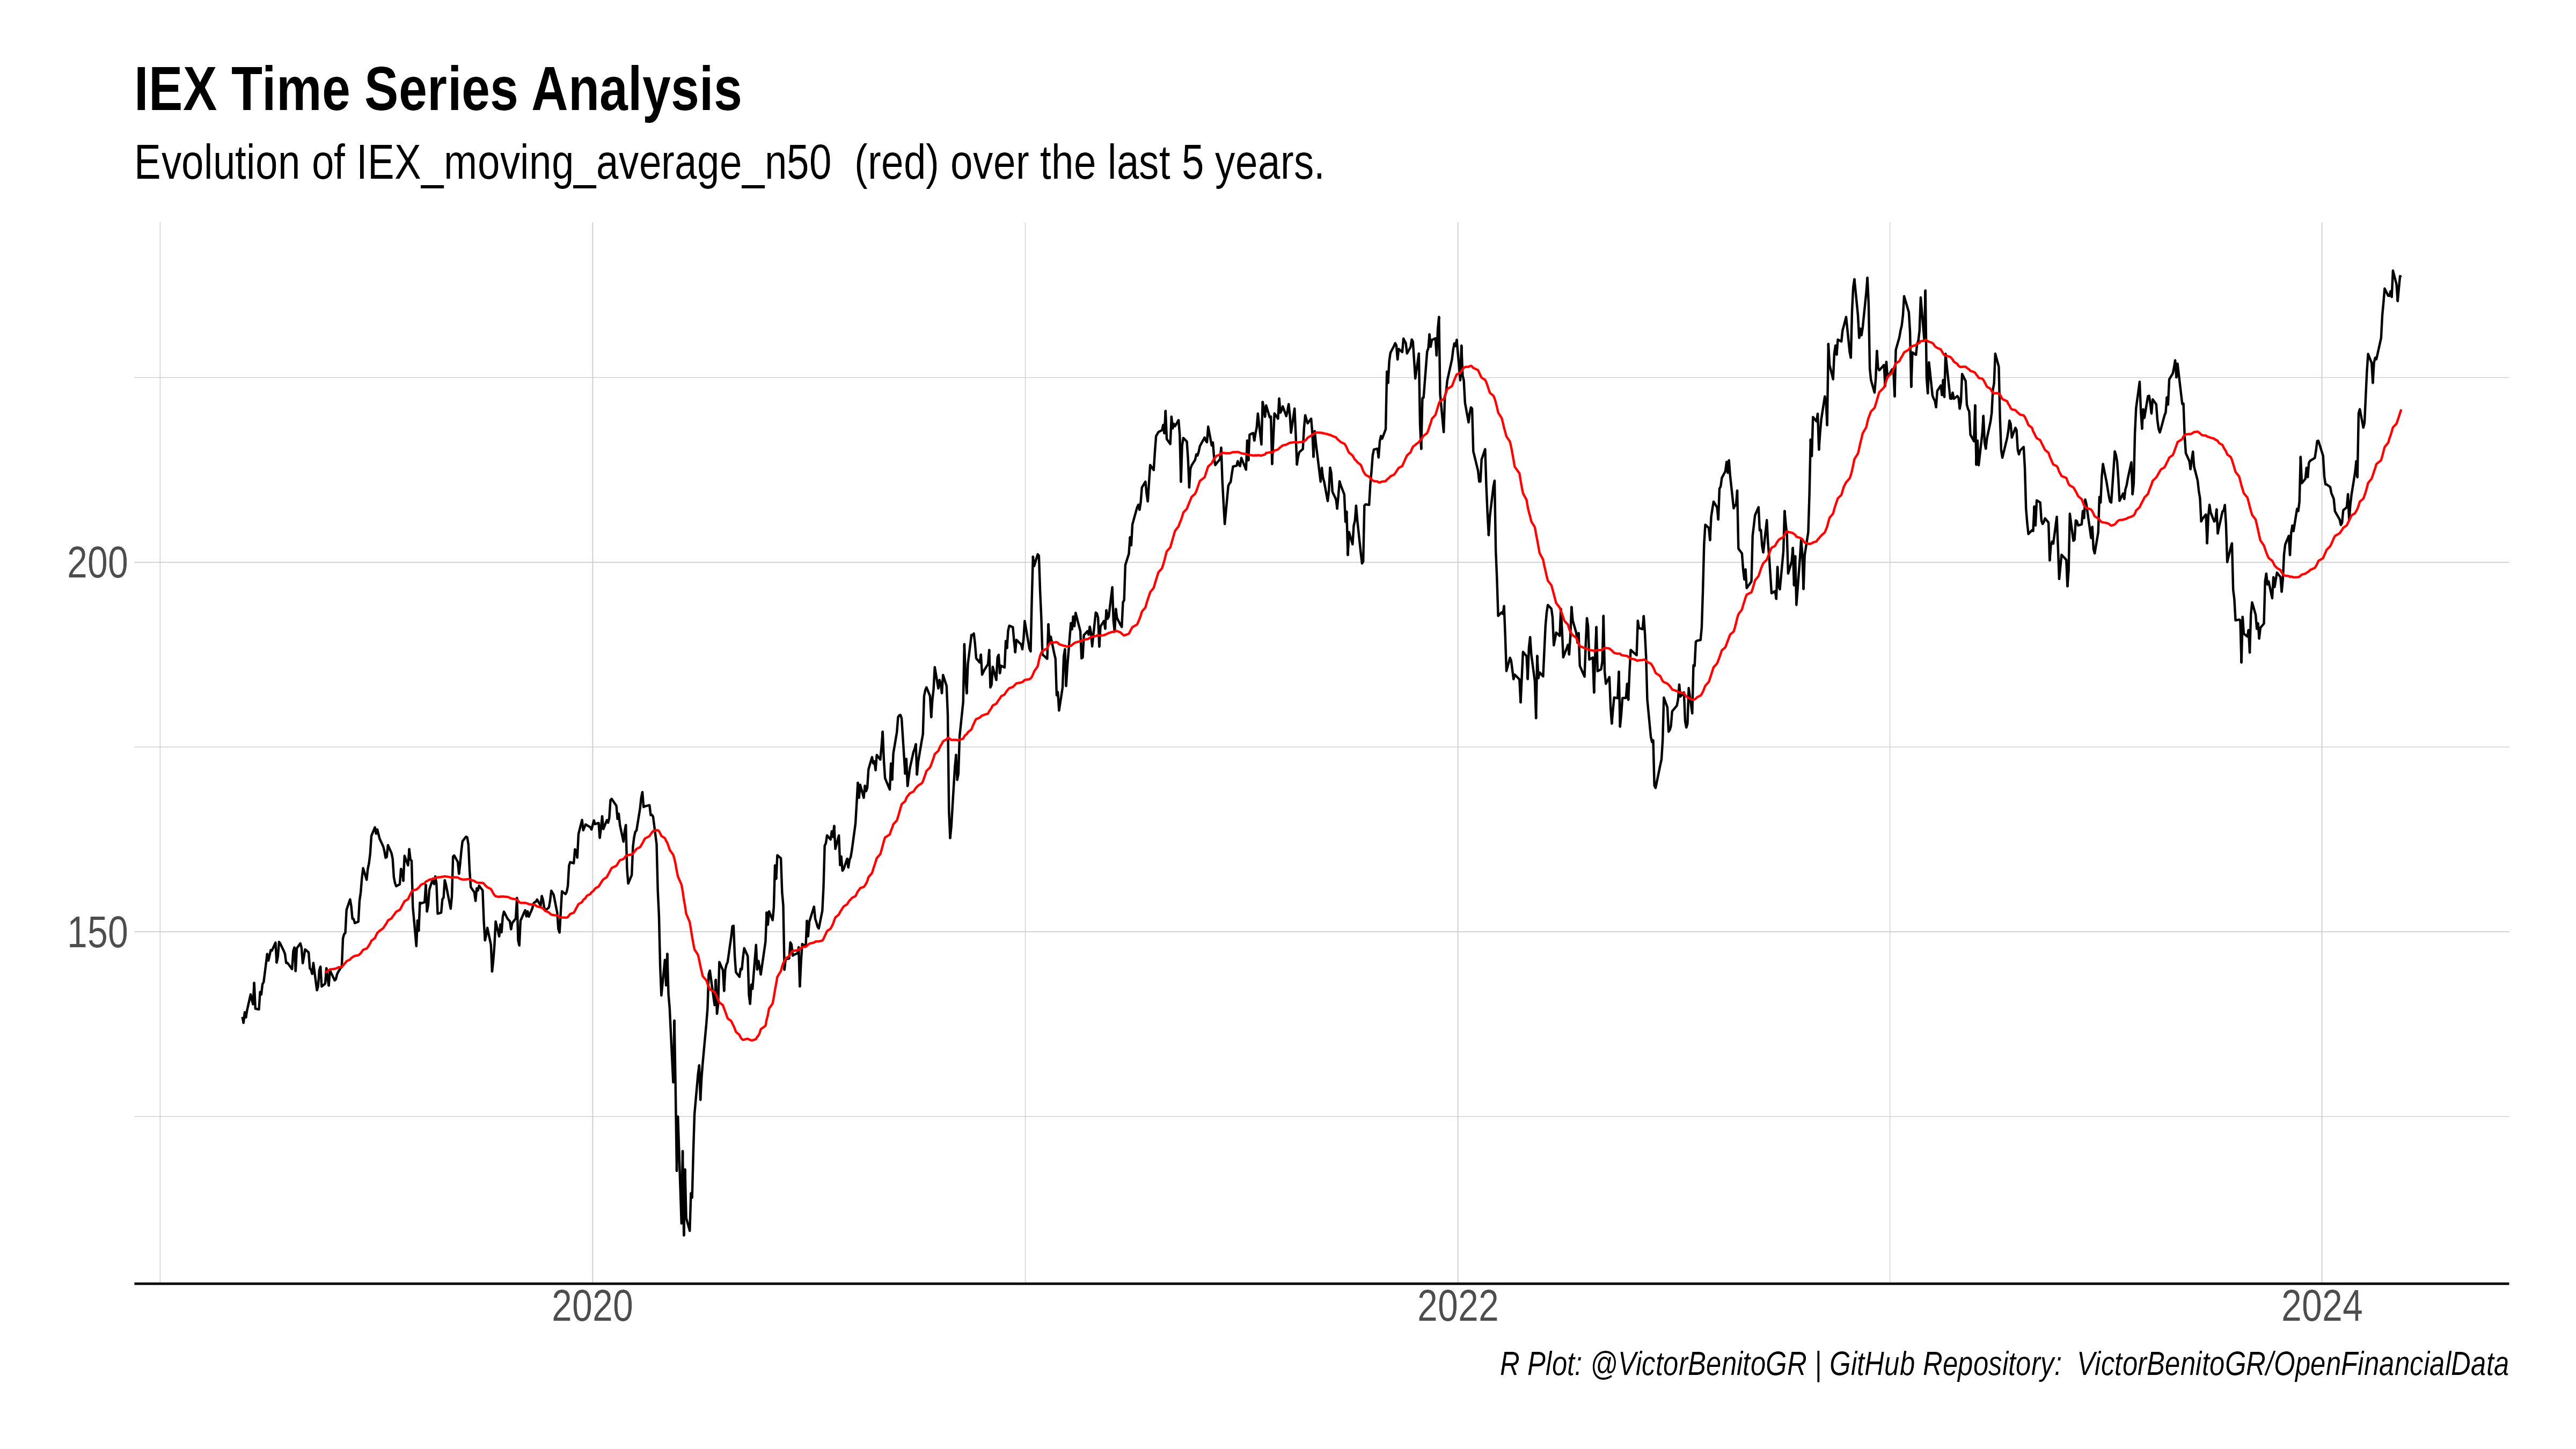 IEX Time Series Analysis
Evolution of IEX_moving_average_n50  (red) over the last 5 years.
200
150
2020 2022 2024
R Plot: @VictorBenitoGR | GitHub Repository:  VictorBenitoGR/OpenFinancialData